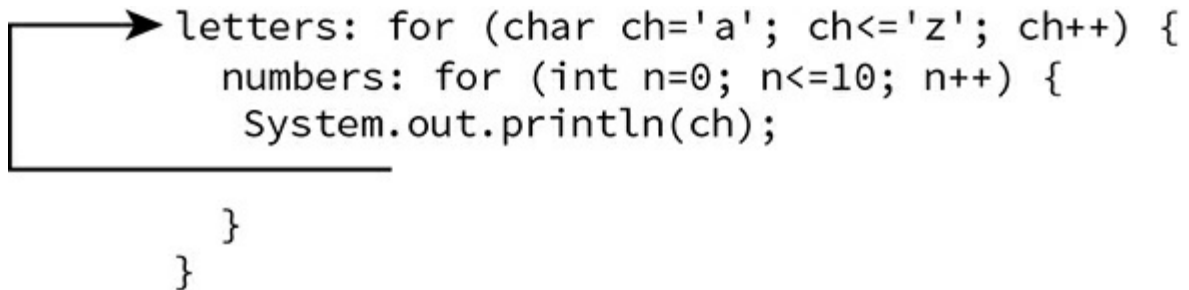 letters: for (char ch='a'; ch<='z'; ch++) {
numbers: for (int n=0; n<=10; n++) {
System.out.println(ch);
}
}